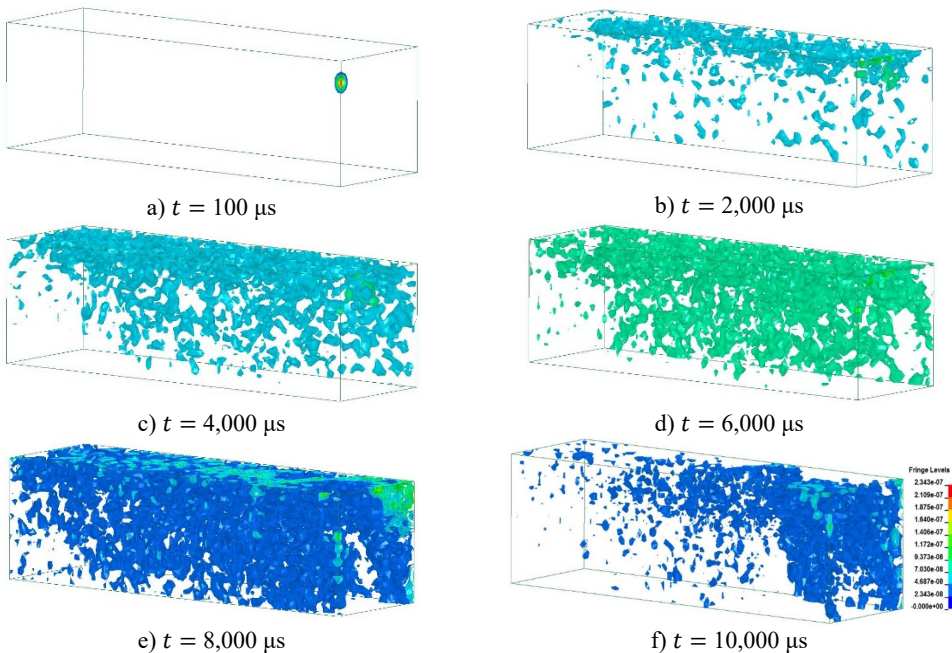 a) t = 100 μs
b) t = 2,000 μs
c) t = 4,000 μs
d) t = 6,000 μs
e) t = 8,000 μs
f) t = 10,000 μs
Fringe Levels
2.343e-07
2.109e-07
1.875e-07
1.640e-07
1.406e-07
1.172e-07
9.373e-08
7.030e-08
4.687e-08
2.343e-08
-0.000e+00